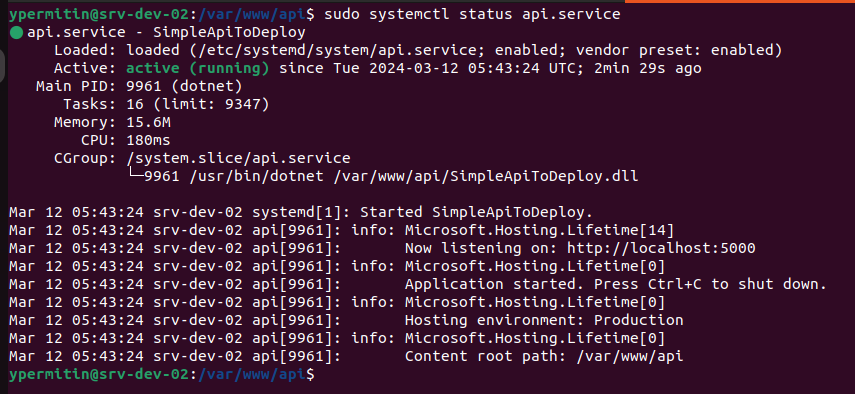 ypermitin@srv-dev-02:/var/www/api$ sudo systemctl status api.service
● api.service - SimpleApiToDeploy
     Loaded: loaded (/etc/systemd/system/api.service; enabled; vendor preset: enabled)
     Active: active (running) since Tue 2024-03-12 05:43:24 UTC; 2min 29s ago
   Main PID: 9961 (dotnet)
      Tasks: 16 (limit: 9347)
     Memory: 15.6M
        CPU: 180ms
     CGroup: /system.slice/api.service
             └─9961 /usr/bin/dotnet /var/www/api/SimpleApiToDeploy.dll

Mar 12 05:43:24 srv-dev-02 systemd[1]: Started SimpleApiToDeploy.
Mar 12 05:43:24 srv-dev-02 api[9961]: info: Microsoft.Hosting.Lifetime[14]
Mar 12 05:43:24 srv-dev-02 api[9961]:       Now listening on: http://localhost:5000
Mar 12 05:43:24 srv-dev-02 api[9961]: info: Microsoft.Hosting.Lifetime[0]
Mar 12 05:43:24 srv-dev-02 api[9961]:       Application started. Press Ctrl+C to shut down.
Mar 12 05:43:24 srv-dev-02 api[9961]: info: Microsoft.Hosting.Lifetime[0]
Mar 12 05:43:24 srv-dev-02 api[9961]:       Hosting environment: Production
Mar 12 05:43:24 srv-dev-02 api[9961]: info: Microsoft.Hosting.Lifetime[0]
Mar 12 05:43:24 srv-dev-02 api[9961]:       Content root path: /var/www/api
ypermitin@srv-dev-02:/var/www/api$